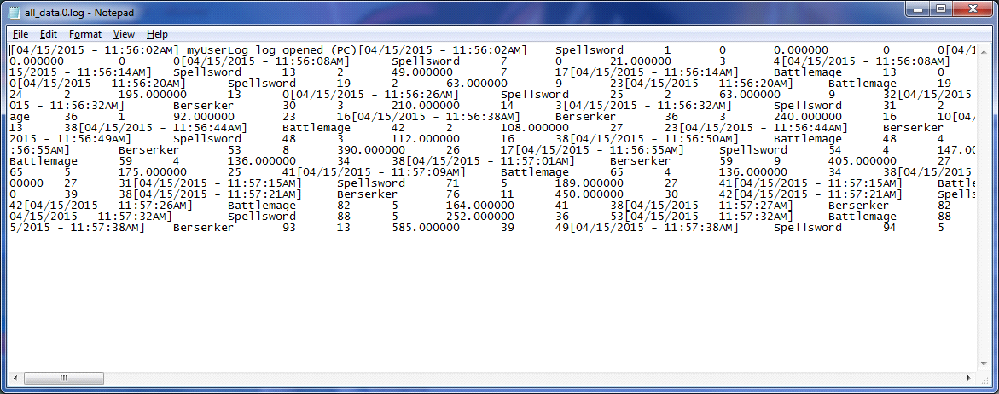 all_data.0.log - Notepad
File Edit Format View Help
[04/15/2015 - 11:56:02AM] myUserLog log opened (PC)[04/15/2015 - 11:56:02AM] Spellsword 1 0 0.000000 0 0[04/1
0.000000 0 0[04/15/2015 - 11:56:08AM] Spellsword 7 0 21.000000 3 4[04/15/2015 - 11:56:08AM]
15/2015 - 11:56:14AM] Spellsword 13 2 49.000000 7 17[04/15/2015 - 11:56:14AM] Battlemage 13 0
0[04/15/2015 - 11:56:20AM] Spellsword 19 2 63.000000 9 23[04/15/2015 - 11:56:20AM] Battlemage 19
24 2 195.000000 13 0[04/15/2015 - 11:56:26AM] Spellsword 25 2 63.000000 9 32[04/15/2015
015 - 11:56:32AM] Berserker 30 3 210.000000 14 3[04/15/2015 - 11:56:32AM] Spellsword 31 2
age 36 1 92.000000 23 16[04/15/2015 - 11:56:38AM] Berserker 36 3 240.000000 16 10[04/
13 38[04/15/2015 - 11:56:44AM] Battlemage 42 2 108.000000 27 23[04/15/2015 - 11:56:44AM] Berserker
2015 - 11:56:49AM] Spellsword 48 3 112.000000 16 38[04/15/2015 - 11:56:50AM] Battlemage 48 4
:56:55AM] Berserker 53 8 390.000000 26 17[04/15/2015 - 11:56:55AM] Spellsword 54 4 147.00
Battlemage 59 4 136.000000 34 38[04/15/2015 - 11:57:01AM] Berserker 59 9 405.000000 27
65 5 175.000000 25 41[04/15/2015 - 11:57:09AM] Battlemage 65 4 136.000000 34 38[04/15
00000 27 31[04/15/2015 - 11:57:15AM] Spellsword 71 5 189.000000 27 41[04/15/2015 - 11:57:15AM] Battl
0 39 38[04/15/2015 - 11:57:21AM] Berserker 76 11 450.000000 30 42[04/15/2015 - 11:57:21AM] Spells
42[04/15/2015 - 11:57:26AM] Battlemage 82 5 164.000000 41 38[04/15/2015 - 11:57:27AM] Berserker 82
04/15/2015 - 11:57:32AM] Spellsword 88 5 252.000000 36 53[04/15/2015 - 11:57:32AM] Battlemage 88
5/2015 - 11:57:38AM] Berserker 93 13 585.000000 39 49[04/15/2015 - 11:57:38AM] Spellsword 94 5